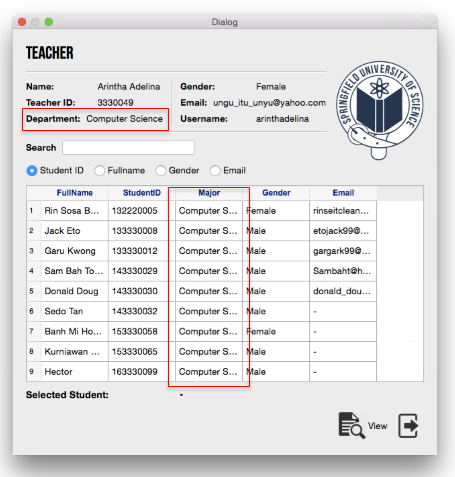 Dialog
TEACHER
Name: Arintha Adelina Gender: Female
Teacher ID: 3330049 Email: ungu_itu_unyu@yahoo.com
Department: Computer Science Username: arinthadelina
SPRINGFIELD UNIVERSITY OF SCIENCE
Search
Student ID Fullname Gender Email
FullName StudentID Major Gender Email
1 Rin Sosa B... 132220005 Computer S... Female rinseitclean...
2 Jack Eto 133330008 Computer S... Male etojack99@...
3 Garu Kwong 133330012 Computer S... Male gargark99@...
4 Sam Bah To... 143330029 Computer S... Male Sambaht@h...
5 Donald Doug 143330030 Computer S... Male donald_dou...
6 Sedo Tan 143330032 Computer S... Male -
7 Banh Mi Ho... 153330058 Computer S... Female -
8 Kurniawan ... 153330065 Computer S... Male -
9 Hector 163330099 Computer S... Male -
Selected Student: -
View